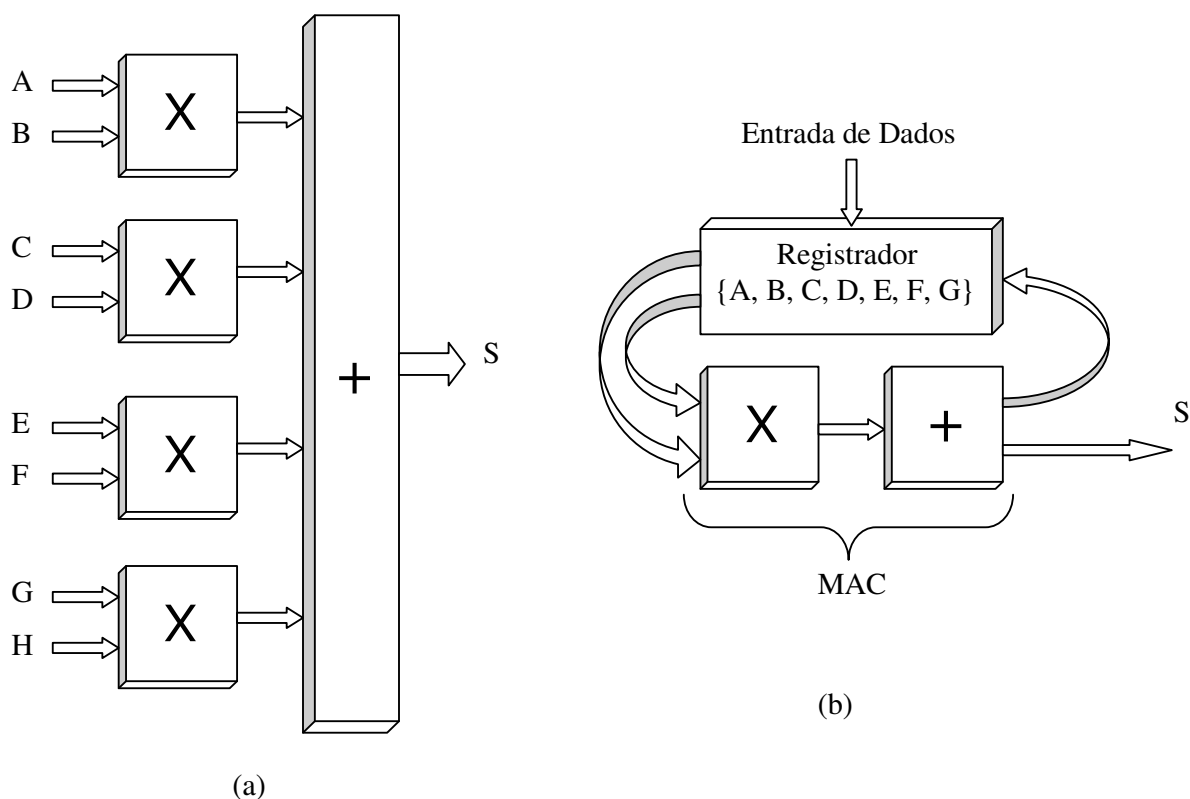 A
B
X
C
D
X
E
F
X
G
H
X
+
S
(a)
Entrada de Dados
Registrador
{A, B, C, D, E, F, G}
X
+
S
MAC
(b)